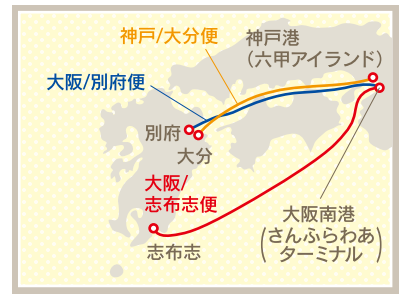 神戸/大分便
神戸港
（六甲アイランド）
大阪/別府便
別府
大分
大阪/
志布志便
志布志
大阪南港
（さんふらわあ
ターミナル）